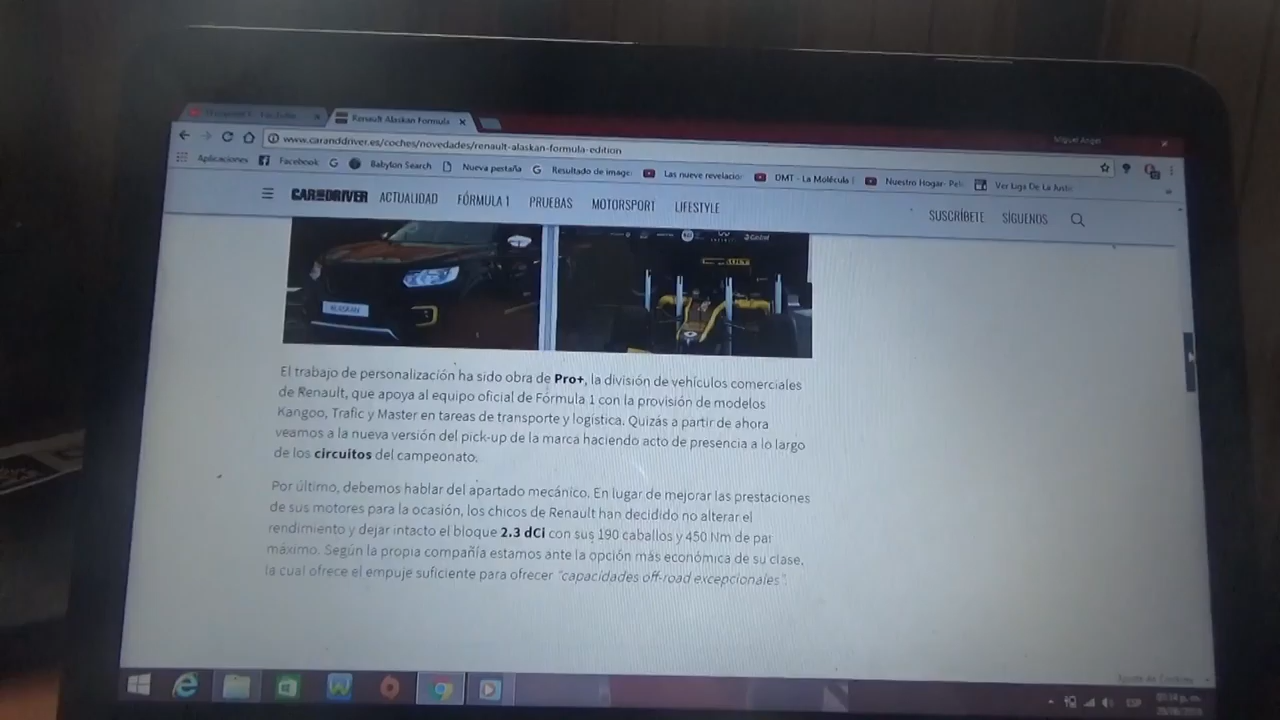 Renault Alaskan Formula
Miguel Angel
www.caranddriver.es/coches/novedades/renault-alaskan-formula-edition
Aplicaciones Facebook Babylon Search Nueva pestaña Resultado de image Las nueve revelacio DMT - La Molécula Nuestro Hogar- Peli Ver Liga De La Justic
CAR and DRIVER ACTUALIDAD FÓRMULA 1 PRUEBAS MOTORSPORT LIFESTYLE SUSCRÍBETE SÍGUENOS
Castrol
ALASKAN
El trabajo de personalización ha sido obra de Pro+, la división de vehículos comerciales
de Renault, que apoya al equipo oficial de Fórmula 1 con la provisión de modelos
Kangoo, Trafic y Master en tareas de transporte y logística. Quizás a partir de ahora
veamos a la nueva versión del pick-up de la marca haciendo acto de presencia a lo largo
de los circuitos del campeonato.
Por último, debemos hablar del apartado mecánico. En lugar de mejorar las prestaciones
de sus motores para la ocasión, los chicos de Renault han decidido no alterar el
rendimiento y dejar intacto el bloque 2.3 dCi con sus 190 caballos y 450 Nm de par
máximo. Según la propia compañía estamos ante la opción más económica de su clase,
la cual ofrece el empuje suficiente para ofrecer "capacidades off-road excepcionales".
ESP